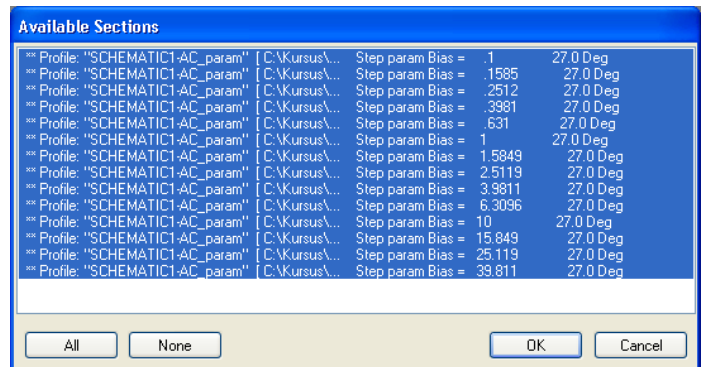 Available Sections
** Profile: "SCHEMATIC1-AC_param" [ C:\Kursus\... Step param Bias = .1 27.0 Deg
** Profile: "SCHEMATIC1-AC_param" [ C:\Kursus\... Step param Bias = .1585 27.0 Deg
** Profile: "SCHEMATIC1-AC_param" [ C:\Kursus\... Step param Bias = .2512 27.0 Deg
** Profile: "SCHEMATIC1-AC_param" [ C:\Kursus\... Step param Bias = .3981 27.0 Deg
** Profile: "SCHEMATIC1-AC_param" [ C:\Kursus\... Step param Bias = .631 27.0 Deg
** Profile: "SCHEMATIC1-AC_param" [ C:\Kursus\... Step param Bias = 1 27.0 Deg
** Profile: "SCHEMATIC1-AC_param" [ C:\Kursus\... Step param Bias = 1.5849 27.0 Deg
** Profile: "SCHEMATIC1-AC_param" [ C:\Kursus\... Step param Bias = 2.5119 27.0 Deg
** Profile: "SCHEMATIC1-AC_param" [ C:\Kursus\... Step param Bias = 3.9811 27.0 Deg
** Profile: "SCHEMATIC1-AC_param" [ C:\Kursus\... Step param Bias = 6.3096 27.0 Deg
** Profile: "SCHEMATIC1-AC_param" [ C:\Kursus\... Step param Bias = 10 27.0 Deg
** Profile: "SCHEMATIC1-AC_param" [ C:\Kursus\... Step param Bias = 15.849 27.0 Deg
** Profile: "SCHEMATIC1-AC_param" [ C:\Kursus\... Step param Bias = 25.119 27.0 Deg
** Profile: "SCHEMATIC1-AC_param" [ C:\Kursus\... Step param Bias = 39.811 27.0 Deg
All None OK Cancel